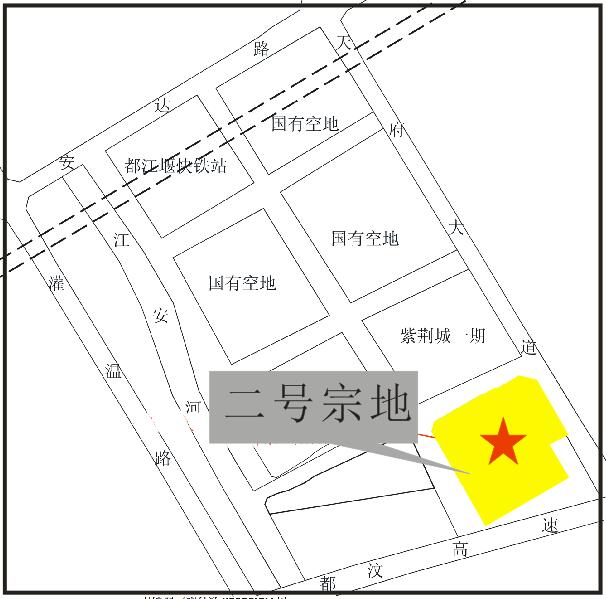 安达路
天府大道
国有空地
都江堰快铁站
国有空地
国有空地
江安河
灌温路
紫荆城一期
二号宗地
都汶高速